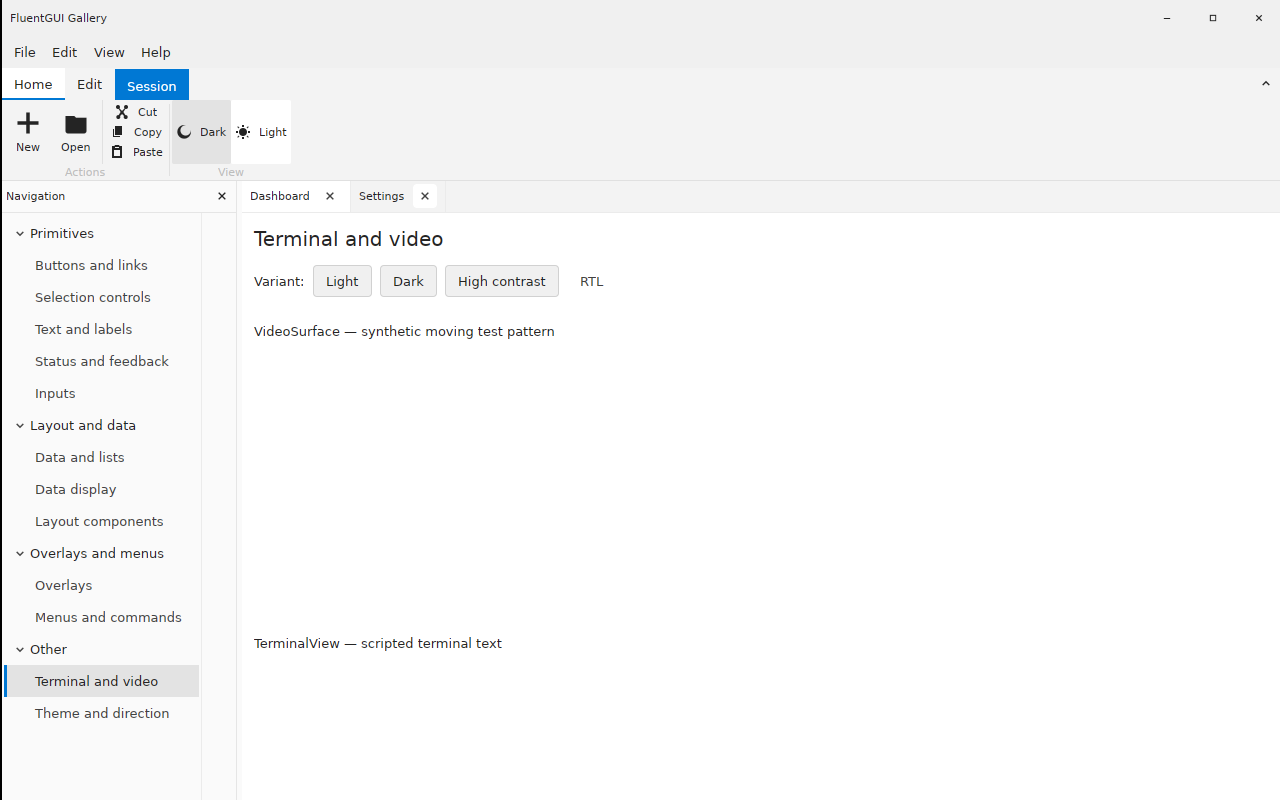 FluentGUI Gallery
File Edit View Help
Home Edit Session
New Open Cut Copy Paste Dark Light
Actions View
Navigation
Dashboard Settings
Primitives
Buttons and links
Selection controls
Text and labels
Status and feedback
Inputs
Layout and data
Data and lists
Data display
Layout components
Overlays and menus
Overlays
Menus and commands
Other
Terminal and video
Theme and direction
Terminal and video
Variant: Light Dark High contrast RTL
VideoSurface — synthetic moving test pattern
TerminalView — scripted terminal text